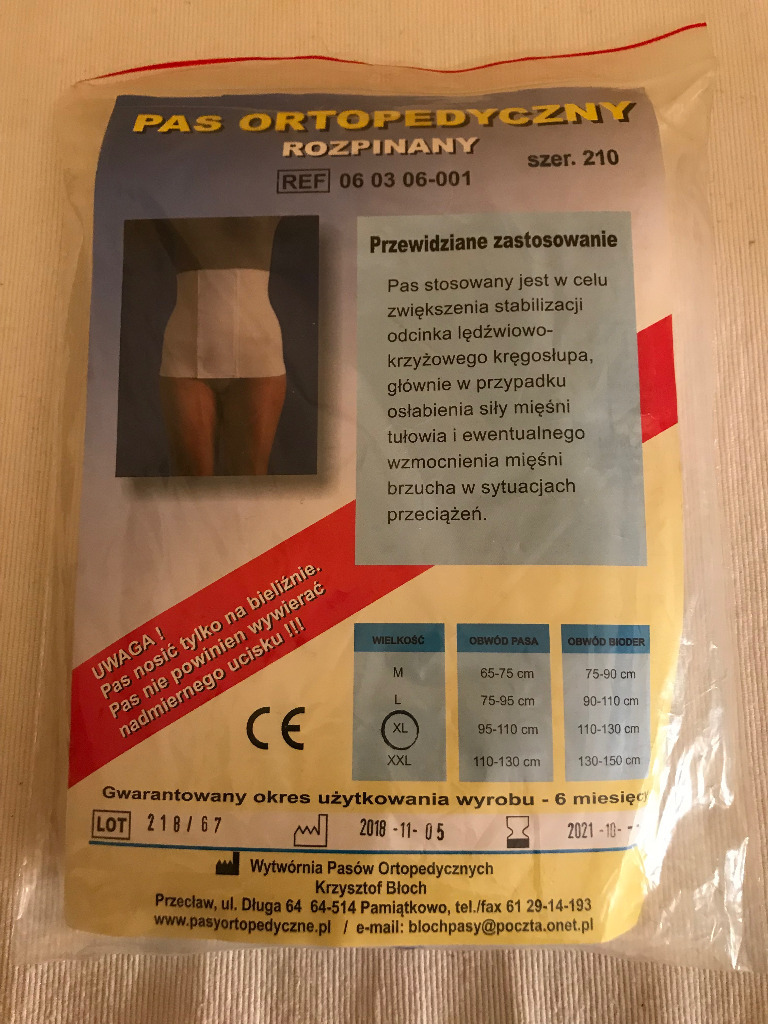 PAS ORTOPEDYCZNY
ROZPINANY
szer. 210
REF 06 03 06-001
Przewidziane zastosowanie
Pas stosowany jest w celu
zwiększenia stabilizacji
odcinka lędźwiowo-
krzyżowego kręgosłupa,
głównie w przypadku
osłabienia siły mięśni
tułowia i ewentualnego
wzmocnienia mięśni
brzucha w sytuacjach
przeciążeń.
UWAGA !
Pas nosić tylko na bieliźnie.
Pas nie powinien wywierać
nadmiernego ucisku !!!
WIELKOŚĆ OBWÓD PASA OBWÓD BIODER
M 65-75 cm 75-90 cm
L 75-95 cm 90-110 cm
XL 95-110 cm 110-130 cm
XXL 110-130 cm 130-150 cm
CE
Gwarantowany okres użytkowania wyrobu - 6 miesięcy
LOT 218/67 2018-11-05 2021-10-
Wytwórnia Pasów Ortopedycznych
Krzysztof Bloch
Przecław, ul. Długa 64 64-514 Pamiątkowo, tel./fax 61 29-14-193
www.pasyortopedyczne.pl / e-mail: blochpasy@poczta.onet.pl